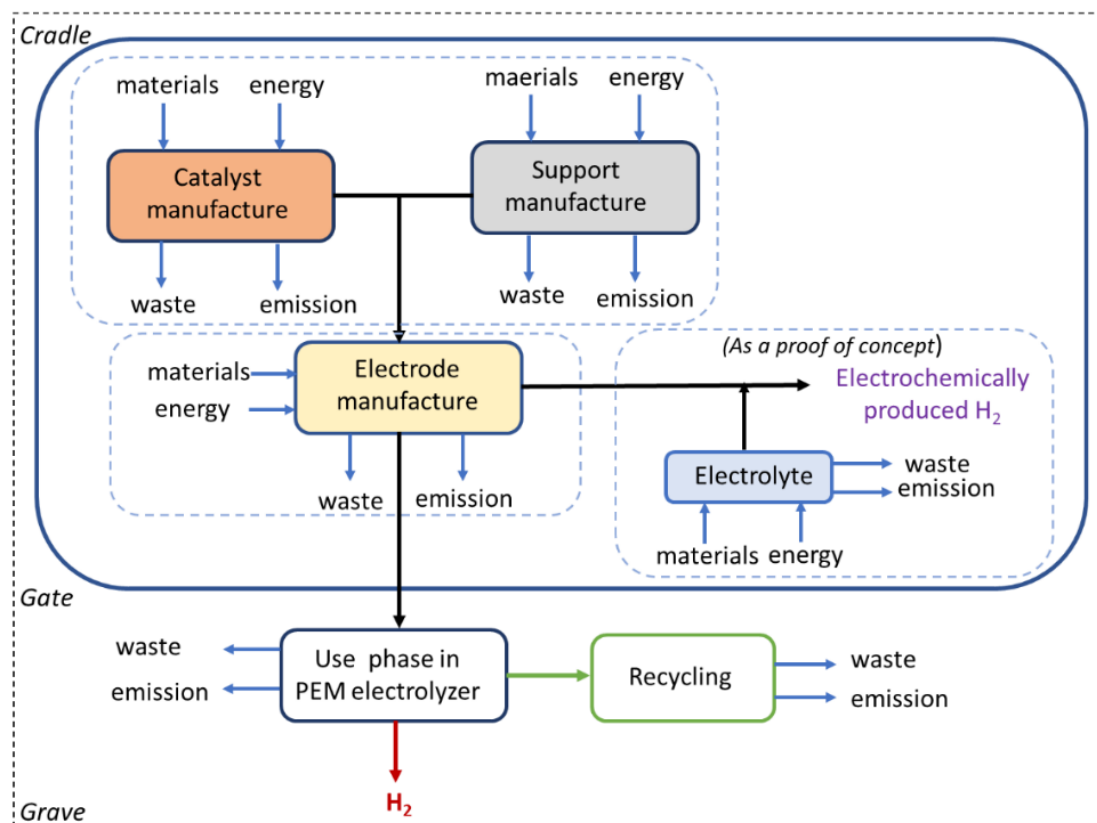 Cradle
materials energy
maerials energy
Catalyst
manufacture
Support
manufacture
waste emission
waste emission
materials
energy
Electrode
manufacture
waste emission
(As a proof of concept)
Electrochemically
produced H₂
Electrolyte
waste
emission
materials energy
Gate
waste
emission
Use phase in
PEM electrolyzer
Recycling
waste
emission
H₂
Grave